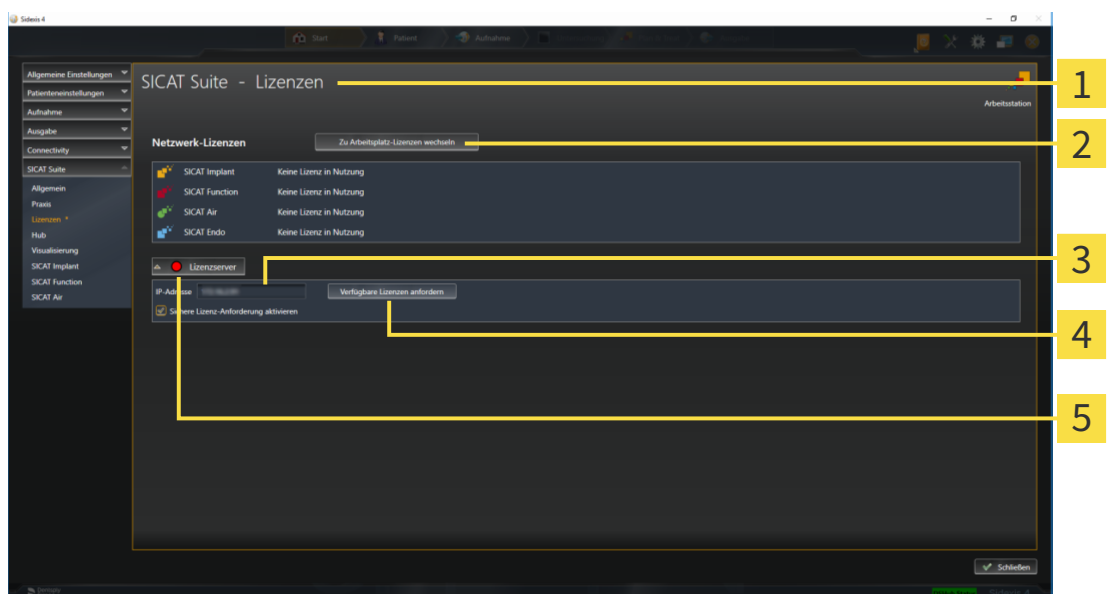 Sidexis 4
Start
Patient
Aufnahme
SICAT Suite - Lizenzen
Arbeitsstation
1
Allgemeine Einstellungen
Patienteneinstellungen
Aufnahme
Ausgabe
Connectivity
SICAT Suite
Allgemein
Praxis
Lizenzen *
Hub
Visualisierung
SICAT Implant
SICAT Function
SICAT Air
Netzwerk-Lizenzen
Zu Arbeitsplatz-Lizenzen wechseln
2
SICAT Implant Keine Lizenz in Nutzung
SICAT Function Keine Lizenz in Nutzung
SICAT Air Keine Lizenz in Nutzung
SICAT Endo Keine Lizenz in Nutzung
Lizenzserver
3
IP-Adresse
Verfügbare Lizenzen anfordern
Sichere Lizenz-Anforderung aktivieren
4
5
Schließen
Sidexis 4